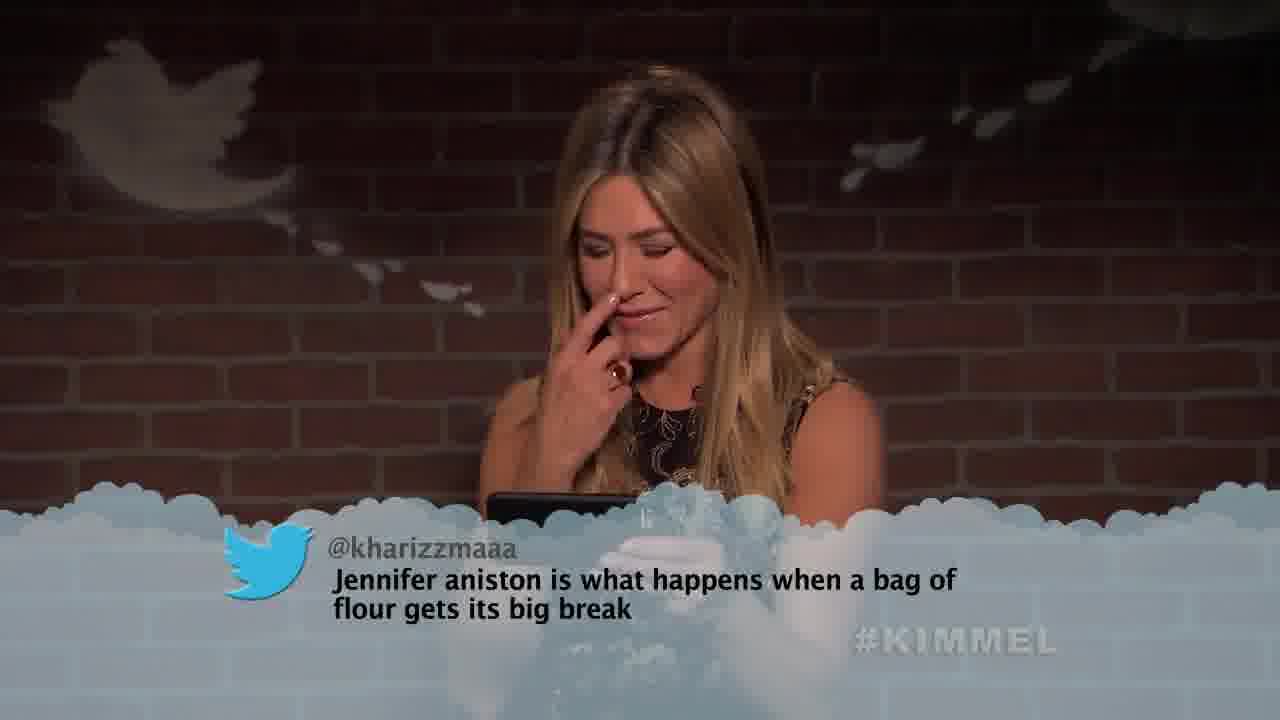 @kharizzmaaa
Jennifer aniston is what happens when a bag of
flour gets its big break
#KIMMEL